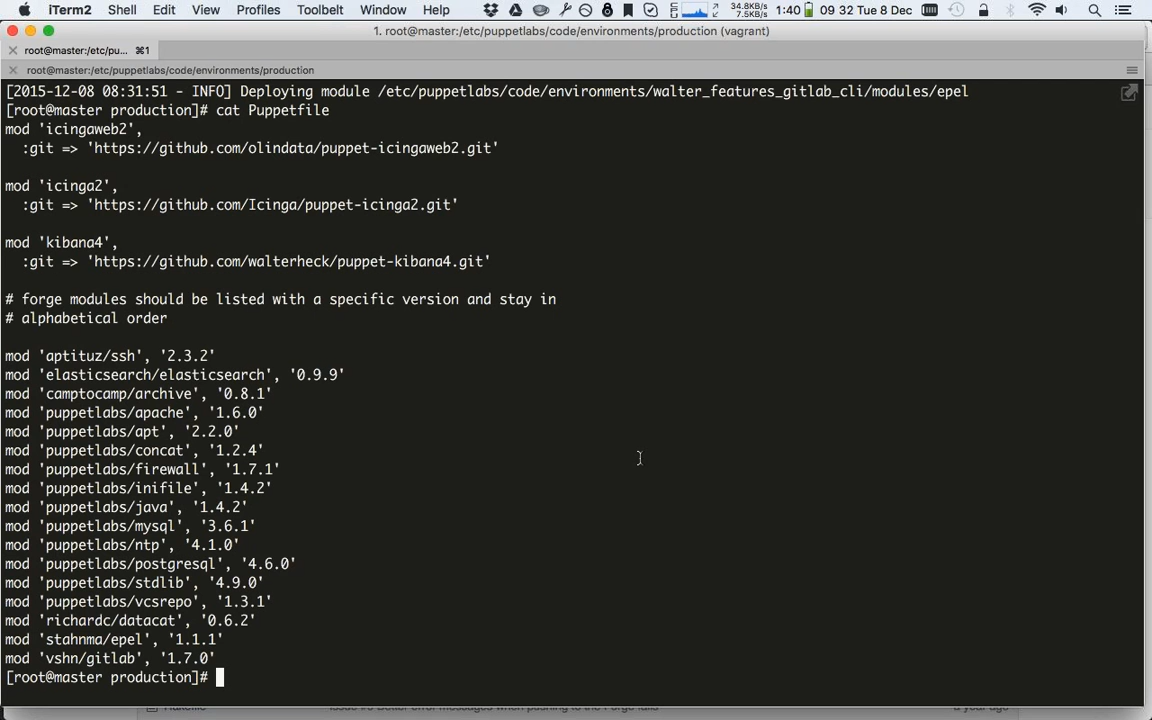 iTerm2 Shell Edit View Profiles Toolbelt Window Help 34.8KB/s 7.5KB/s 1:40 09 32 Tue 8 Dec
1. root@master:/etc/puppetlabs/code/environments/production (vagrant)
root@master:/etc/pu... ⌘1
root@master:/etc/puppetlabs/code/environments/production
[2015-12-08 08:31:51 - INFO] Deploying module /etc/puppetlabs/code/environments/walter_features_gitlab_cli/modules/epel
[root@master production]# cat Puppetfile
mod 'icingaweb2',
  :git => 'https://github.com/olindata/puppet-icingaweb2.git'
mod 'icinga2',
  :git => 'https://github.com/Icinga/puppet-icinga2.git'
mod 'kibana4',
  :git => 'https://github.com/walterheck/puppet-kibana4.git'
# forge modules should be listed with a specific version and stay in
# alphabetical order
mod 'aptituz/ssh', '2.3.2'
mod 'elasticsearch/elasticsearch', '0.9.9'
mod 'camptocamp/archive', '0.8.1'
mod 'puppetlabs/apache', '1.6.0'
mod 'puppetlabs/apt', '2.2.0'
mod 'puppetlabs/concat', '1.2.4'
mod 'puppetlabs/firewall', '1.7.1'
mod 'puppetlabs/inifile', '1.4.2'
mod 'puppetlabs/java', '1.4.2'
mod 'puppetlabs/mysql', '3.6.1'
mod 'puppetlabs/ntp', '4.1.0'
mod 'puppetlabs/postgresql', '4.6.0'
mod 'puppetlabs/stdlib', '4.9.0'
mod 'puppetlabs/vcsrepo', '1.3.1'
mod 'richardc/datacat', '0.6.2'
mod 'stahnma/epel', '1.1.1'
mod 'vshn/gitlab', '1.7.0'
[root@master production]#